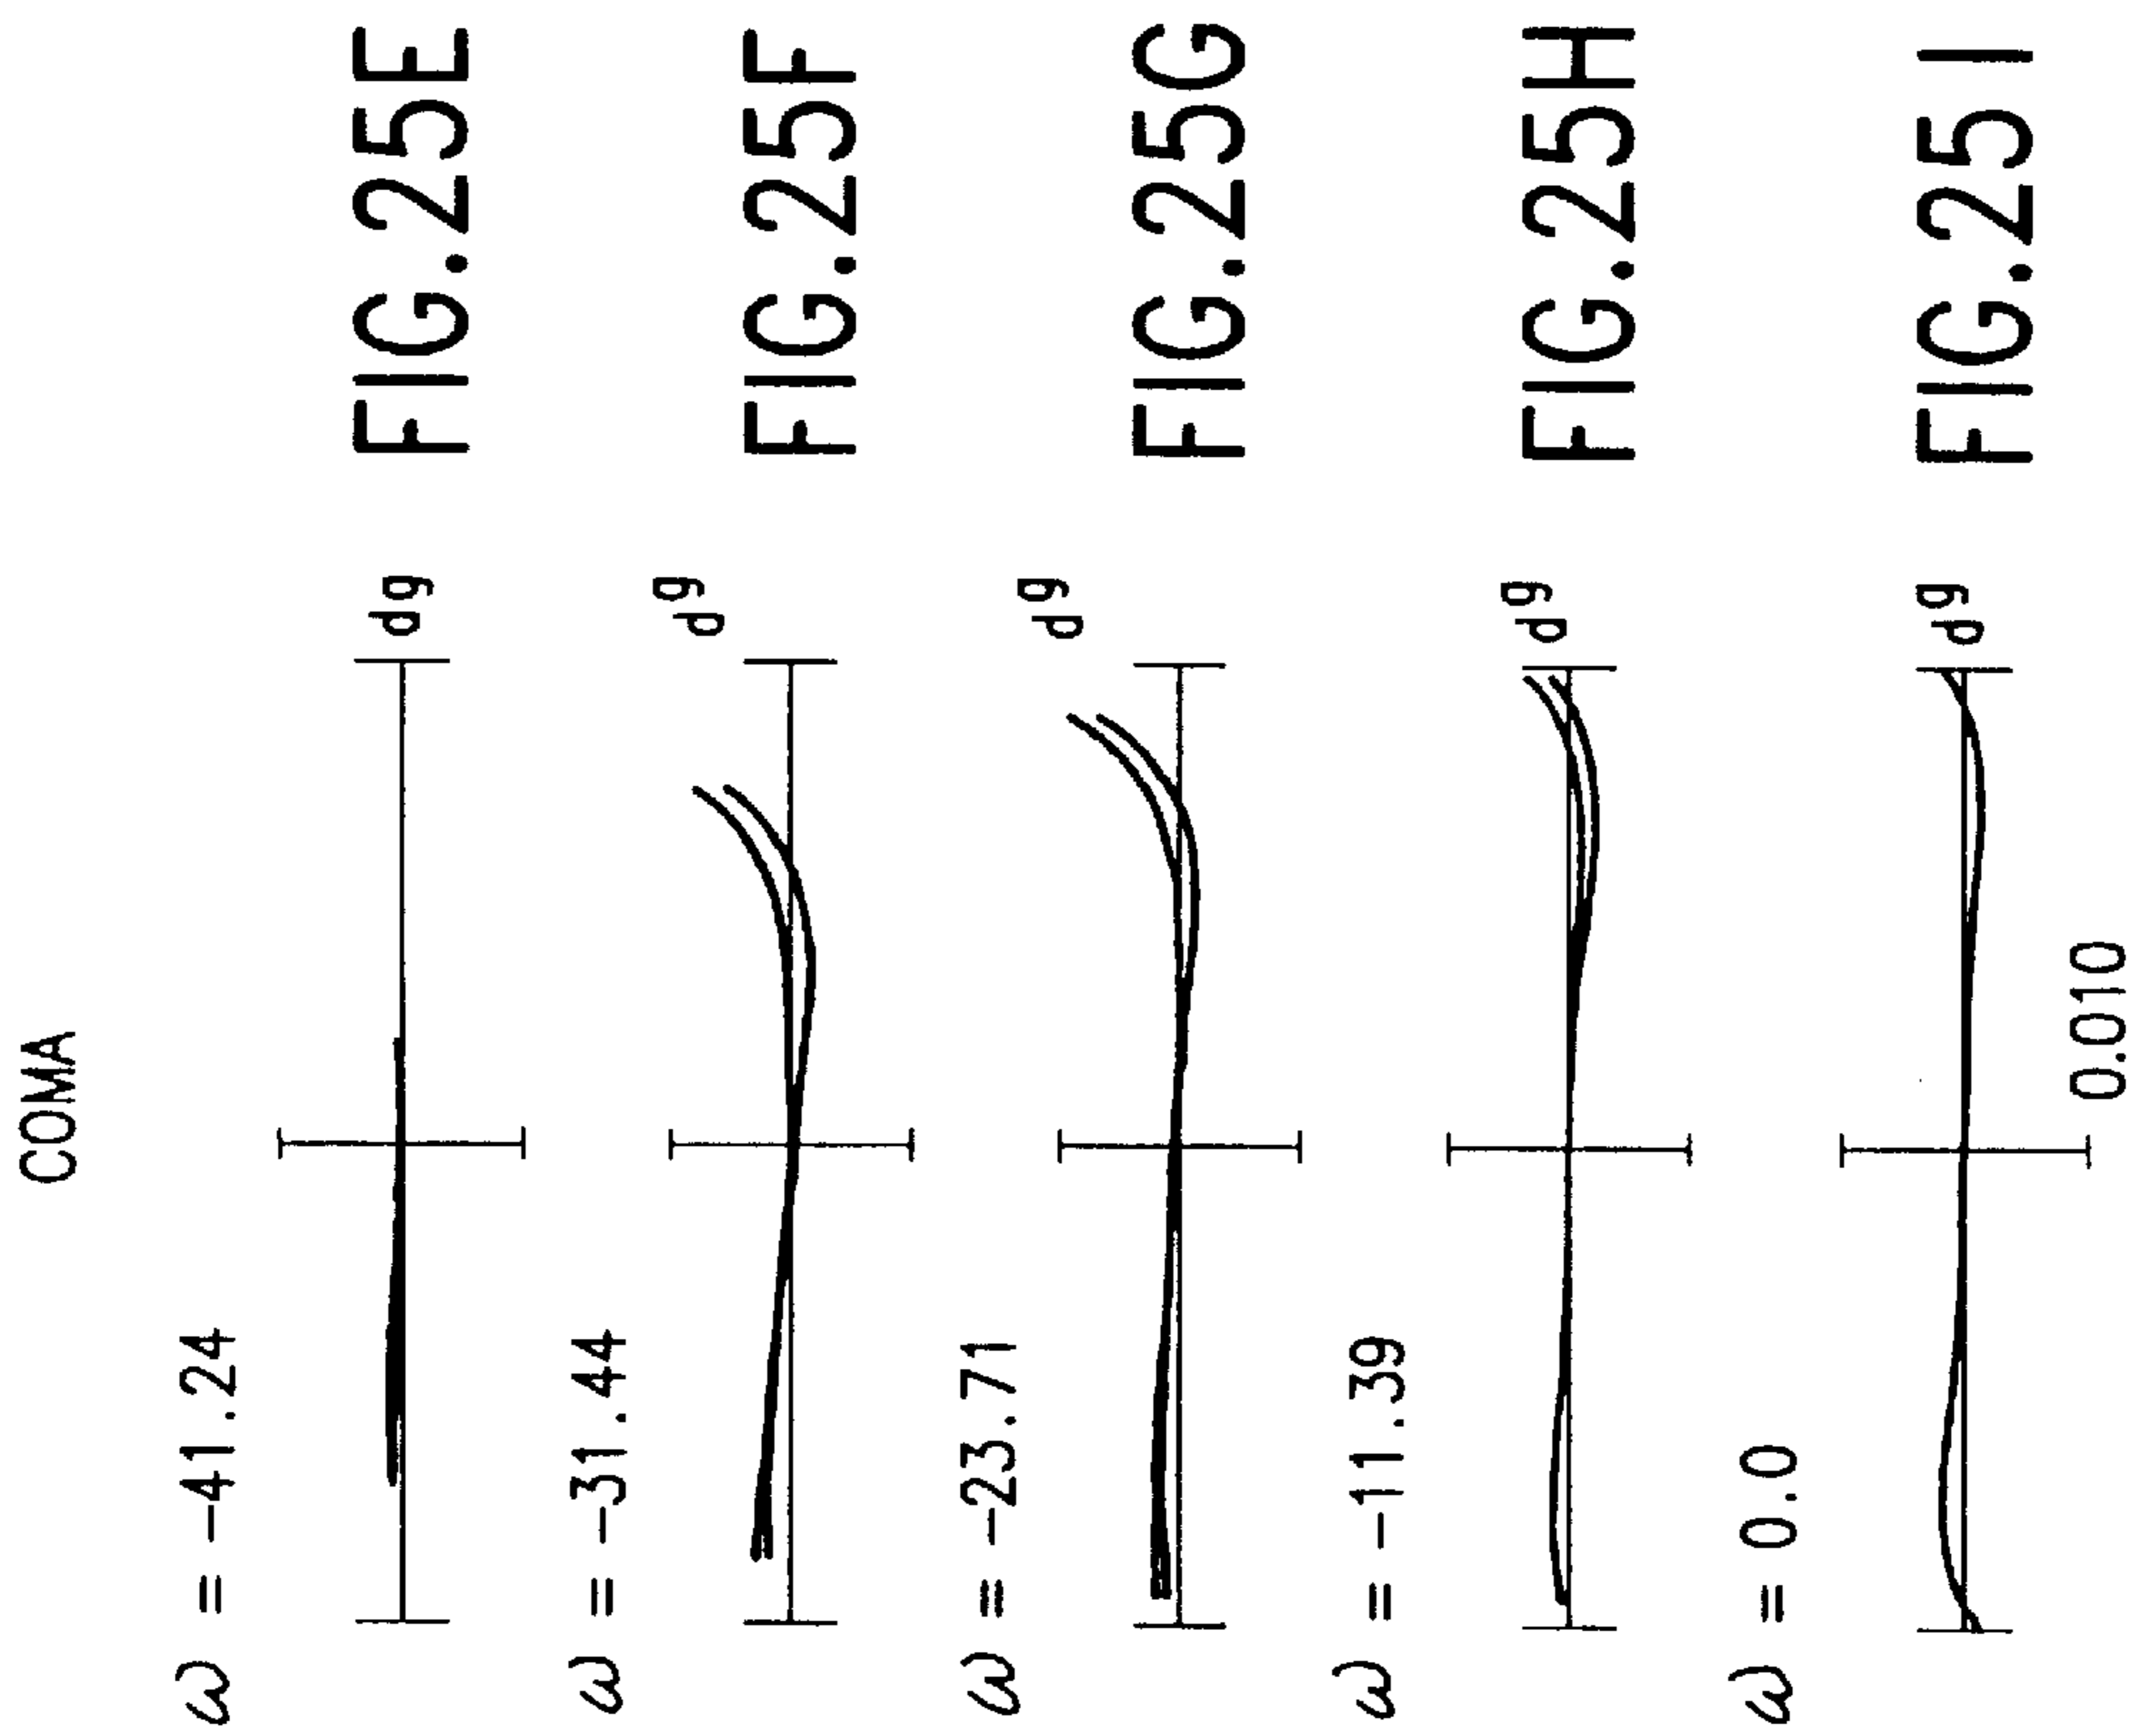 COMA
ω = -41.24
dg
FIG.25E
ω = -31.44
dg
FIG.25F
ω = -23.71
dg
FIG.25G
ω = -11.39
dg
FIG.25H
ω = 0.0
dg
FIG.25I
0.010